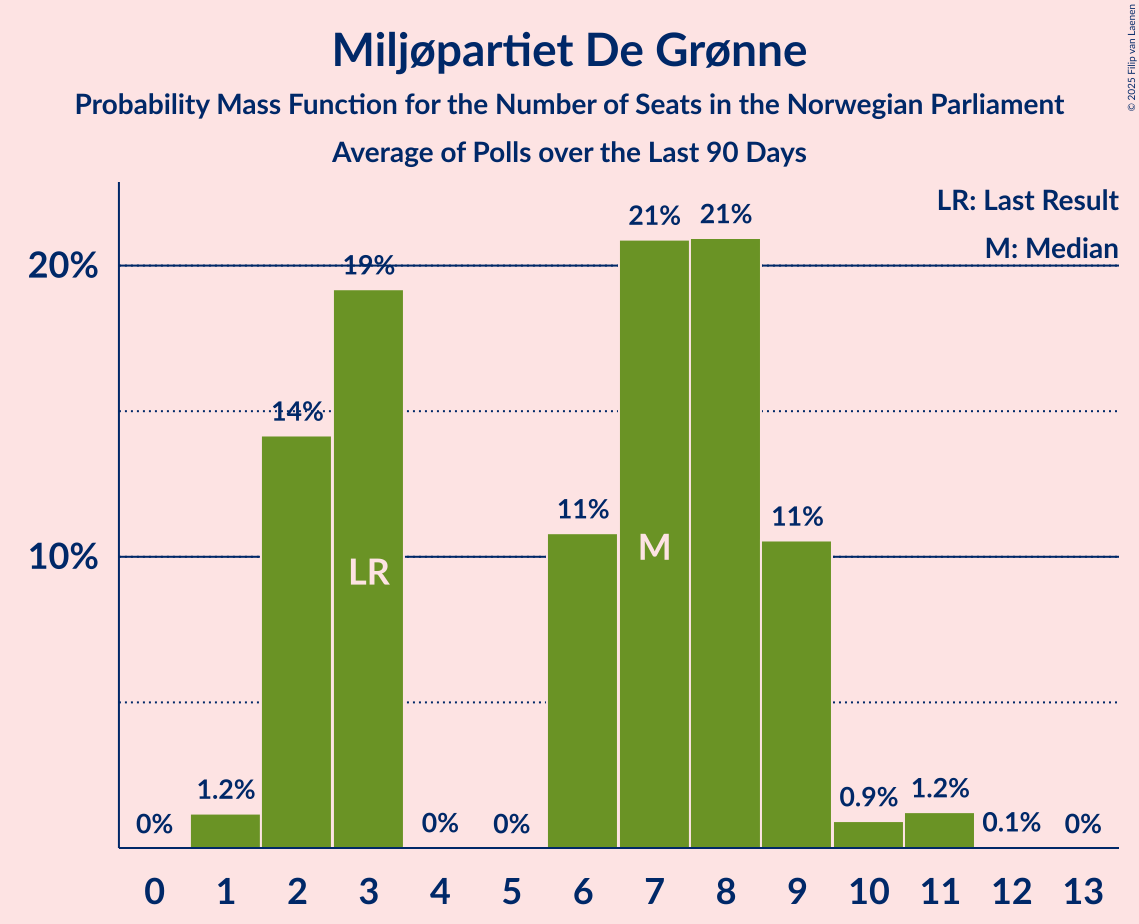 Miljøpartiet De Grønne
Probability Mass Function for the Number of Seats in the Norwegian Parliament
Average of Polls over the Last 90 Days
© 2025 Filip van Laenen
LR: Last Result
M: Median
21% 21%
20%
19%
14%
11% 11%
10%
LR M
1.2% 0.9% 1.2%
0% 0% 0% 0.1% 0%
0 1 2 3 4 5 6 7 8 9 10 11 12 13